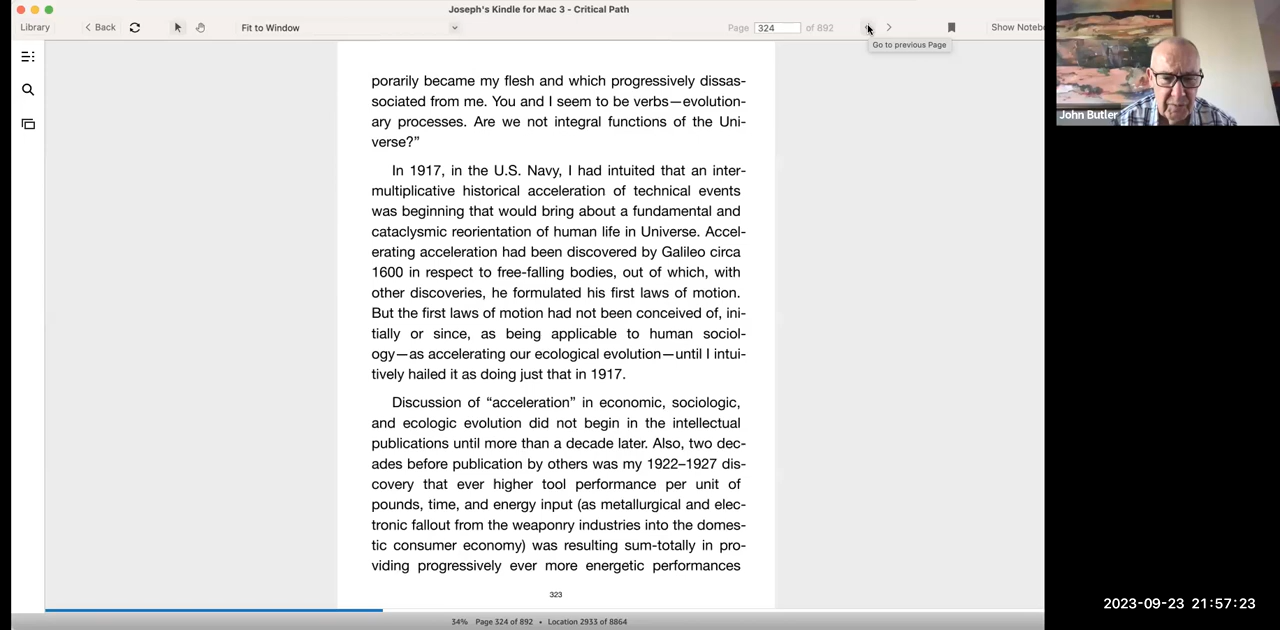 Joseph's Kindle for Mac 3 - Critical Path
Library
Back
Fit to Window
Page 324 of 892
Show Notebo
Go to previous Page
porarily became my flesh and which progressively dissas-
sociated from me. You and I seem to be verbs—evolution-
ary processes. Are we not integral functions of the Uni-
verse?”
In 1917, in the U.S. Navy, I had intuited that an inter-
multiplicative historical acceleration of technical events
was beginning that would bring about a fundamental and
cataclysmic reorientation of human life in Universe. Accel-
erating acceleration had been discovered by Galileo circa
1600 in respect to free-falling bodies, out of which, with
other discoveries, he formulated his first laws of motion.
But the first laws of motion had not been conceived of, ini-
tially or since, as being applicable to human sociol-
ogy—as accelerating our ecological evolution—until I intui-
tively hailed it as doing just that in 1917.
Discussion of “acceleration” in economic, sociologic,
and ecologic evolution did not begin in the intellectual
publications until more than a decade later. Also, two dec-
ades before publication by others was my 1922–1927 dis-
covery that ever higher tool performance per unit of
pounds, time, and energy input (as metallurgical and elec-
tronic fallout from the weaponry industries into the domes-
tic consumer economy) was resulting sum-totally in pro-
viding progressively ever more energetic performances
323
34% Page 324 of 892 • Location 2933 of 8864
John Butler
2023-09-23 21:57:23